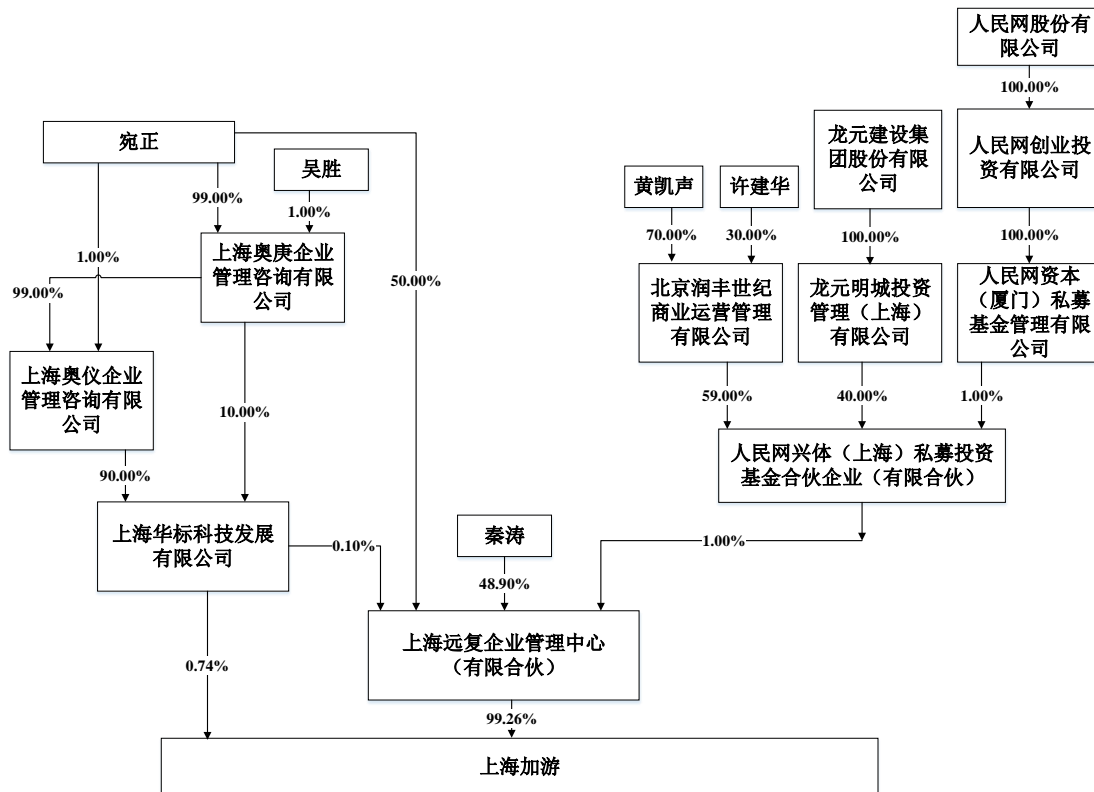 人民网股份有
限公司
100.00%
宛正
吴胜
99.00%
1.00%
黄凯声
许建华
龙元建设集
团股份有限
公司
人民网创业投
资有限公司
70.00%
30.00%
100.00%
100.00%
上海奥庚企业
管理咨询有限
公司
1.00%
99.00%
50.00%
北京润丰世纪
商业运营管理
有限公司
龙元明城投资
管理（上海）
有限公司
人民网资本
（厦门）私募
基金管理有限
公司
上海奥仪企业
管理咨询有限
公司
10.00%
59.00%
40.00%
1.00%
人民网兴体（上海）私募投资
基金合伙企业（有限合伙）
90.00%
上海华标科技发展
有限公司
0.10%
秦涛
1.00%
48.90%
上海远复企业管理中心
（有限合伙）
0.74%
99.26%
上海加游